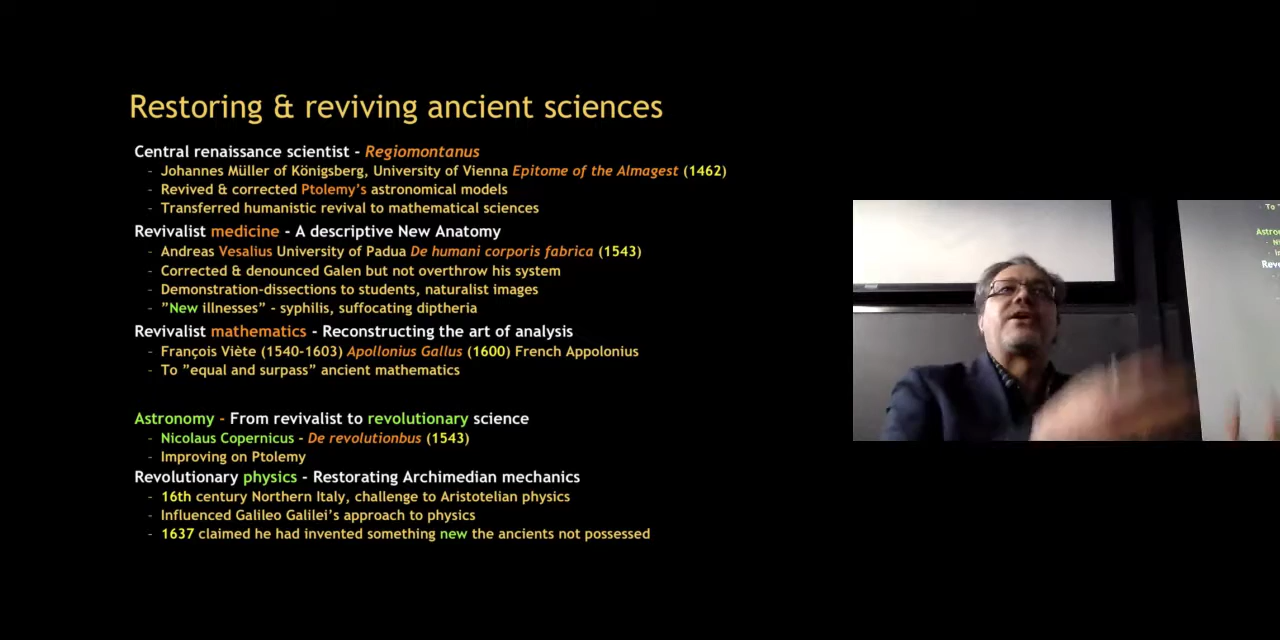 Restoring & reviving ancient sciences
Central renaissance scientist - Regiomontanus
- Johannes Müller of Königsberg, University of Vienna Epitome of the Almagest (1462)
- Revived & corrected Ptolemy's astronomical models
- Transferred humanistic revival to mathematical sciences
Revivalist medicine - A descriptive New Anatomy
- Andreas Vesalius University of Padua De humani corporis fabrica (1543)
- Corrected & denounced Galen but not overthrow his system
- Demonstration-dissections to students, naturalist images
- ”New illnesses” - syphilis, suffocating diptheria
Revivalist mathematics - Reconstructing the art of analysis
- François Viète (1540-1603) Apollonius Gallus (1600) French Appolonius
- To ”equal and surpass” ancient mathematics
Astronomy - From revivalist to revolutionary science
- Nicolaus Copernicus - De revolutionbus (1543)
- Improving on Ptolemy
Revolutionary physics - Restorating Archimedian mechanics
- 16th century Northern Italy, challenge to Aristotelian physics
- Influenced Galileo Galilei's approach to physics
- 1637 claimed he had invented something new the ancients not possessed
- To
Astro
Rev